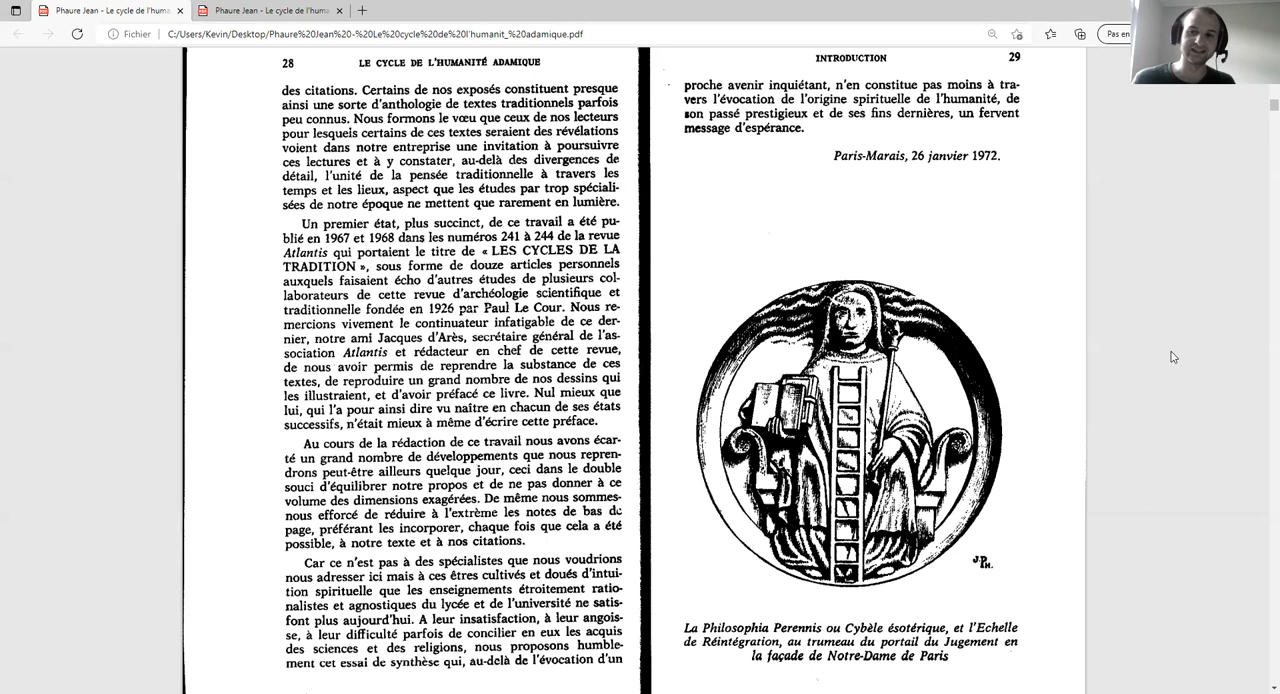 Phaure Jean - Le cycle de l'huma
Phaure Jean - Le cycle de l'huma
Fichier
C:/Users/Kevin/Desktop/Phaure%20Jean%20-%20Le%20cycle%20de%20l'humanit_%20adamique.pdf
Pas en
28 LE CYCLE DE L'HUMANITÉ ADAMIQUE
des citations. Certains de nos exposés constituent presque
ainsi une sorte d'anthologie de textes traditionnels parfois
peu connus. Nous formons le vœu que ceux de nos lecteurs
pour lesquels certains de ces textes seraient des révélations
voient dans notre entreprise une invitation à poursuivre
ces lectures et à y constater, au-delà des divergences de
détail, l'unité de la pensée traditionnelle à travers les
temps et les lieux, aspect que les études par trop spéciali-
sées de notre époque ne mettent que rarement en lumière.
Un premier état, plus succinct, de ce travail a été pu-
blié en 1967 et 1968 dans les numéros 241 à 244 de la revue
Atlantis qui portaient le titre de « LES CYCLES DE LA
TRADITION », sous forme de douze articles personnels
auxquels faisaient écho d'autres études de plusieurs col-
laborateurs de cette revue d'archéologie scientifique et
traditionnelle fondée en 1926 par Paul Le Cour. Nous re-
mercions vivement le continuateur infatigable de ce der-
nier, notre ami Jacques d'Arès, secrétaire général de l'as-
sociation Atlantis et rédacteur en chef de cette revue,
de nous avoir permis de reprendre la substance de ces
textes, de reproduire un grand nombre de nos dessins qui
les illustraient, et d'avoir préfacé ce livre. Nul mieux que
lui, qui l'a pour ainsi dire vu naître en chacun de ses états
successifs, n'était mieux à même d'écrire cette préface.
Au cours de la rédaction de ce travail nous avons écar-
té un grand nombre de développements que nous repren-
drons peut-être ailleurs quelque jour, ceci dans le double
souci d'équilibrer notre propos et de ne pas donner à ce
volume des dimensions exagérées. De même nous sommes-
nous efforcé de réduire à l'extrème les notes de bas de
page, préférant les incorporer, chaque fois que cela a été
possible, à notre texte et à nos citations.
Car ce n'est pas à des spécialistes que nous voudrions
nous adresser ici mais à ces êtres cultivés et doués d'intui-
tion spirituelle que les enseignements étroitement ratio-
nalistes et agnostiques du lycée et de l'université ne satis-
font plus aujourd'hui. A leur insatisfaction, à leur angois-
se, à leur difficulté parfois de concilier en eux les acquis
des sciences et des religions, nous proposons humble-
ment cet essai de synthèse qui, au-delà de l'évocation d'un
INTRODUCTION 29
proche avenir inquiétant, n'en constitue pas moins à tra-
vers l'évocation de l'origine spirituelle de l'humanité, de
son passé prestigieux et de ses fins dernières, un fervent
message d'espérance.
Paris-Marais, 26 janvier 1972.
J.PH.
La Philosophia Perennis ou Cybèle ésotérique, et l'Echelle
de Réintégration, au trumeau du portail du Jugement en
la façade de Notre-Dame de Paris